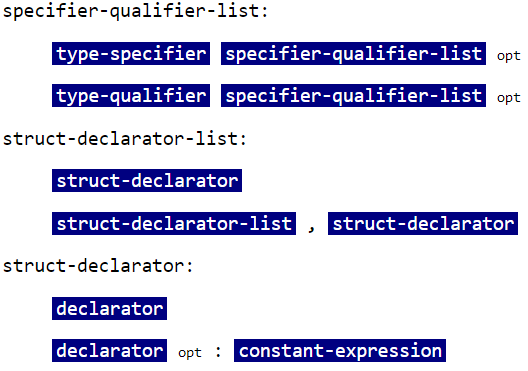 specifier-qualifier-list:
type-specifier specifier-qualifier-list opt
type-qualifier specifier-qualifier-list opt
struct-declarator-list:
struct-declarator
struct-declarator-list , struct-declarator
struct-declarator:
declarator
declarator opt : constant-expression